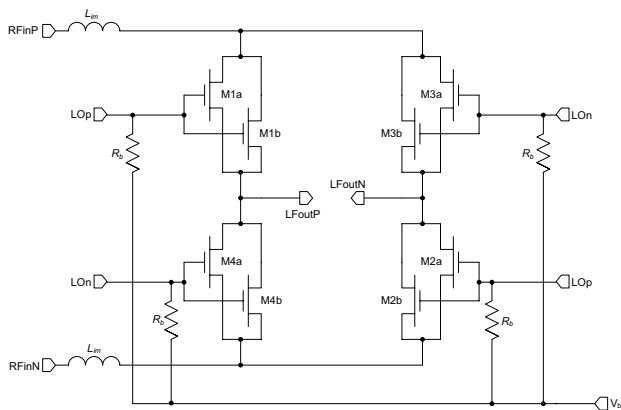 RFinP
Lim
M1a
M3a
LOp
M1b
M3b
LOn
Rb
Rb
LFoutN
LFoutP
M4a
M2a
LOn
M4b
M2b
LOp
Rb
Rb
Lim
RFinN
Vb